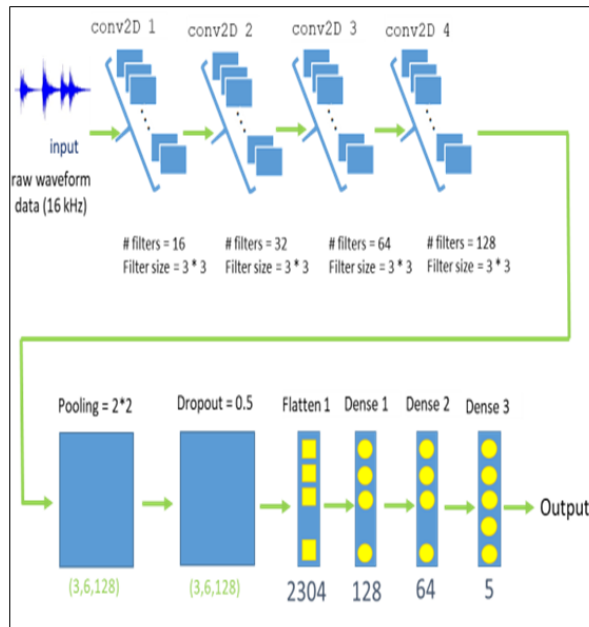 conv2D 1
conv2D 2
conv2D 3
conv2D 4
input
raw waveform
data (16 kHz)
# filters = 16
Filter size = 3 * 3
# filters = 32
Filter size = 3 * 3
# filters = 64
Filter size = 3 * 3
# filters = 128
Filter size = 3 * 3
Pooling = 2*2
Dropout = 0.5
Flatten 1
Dense 1
Dense 2
Dense 3
Output
(3,6,128)
(3,6,128)
2304
128
64
5